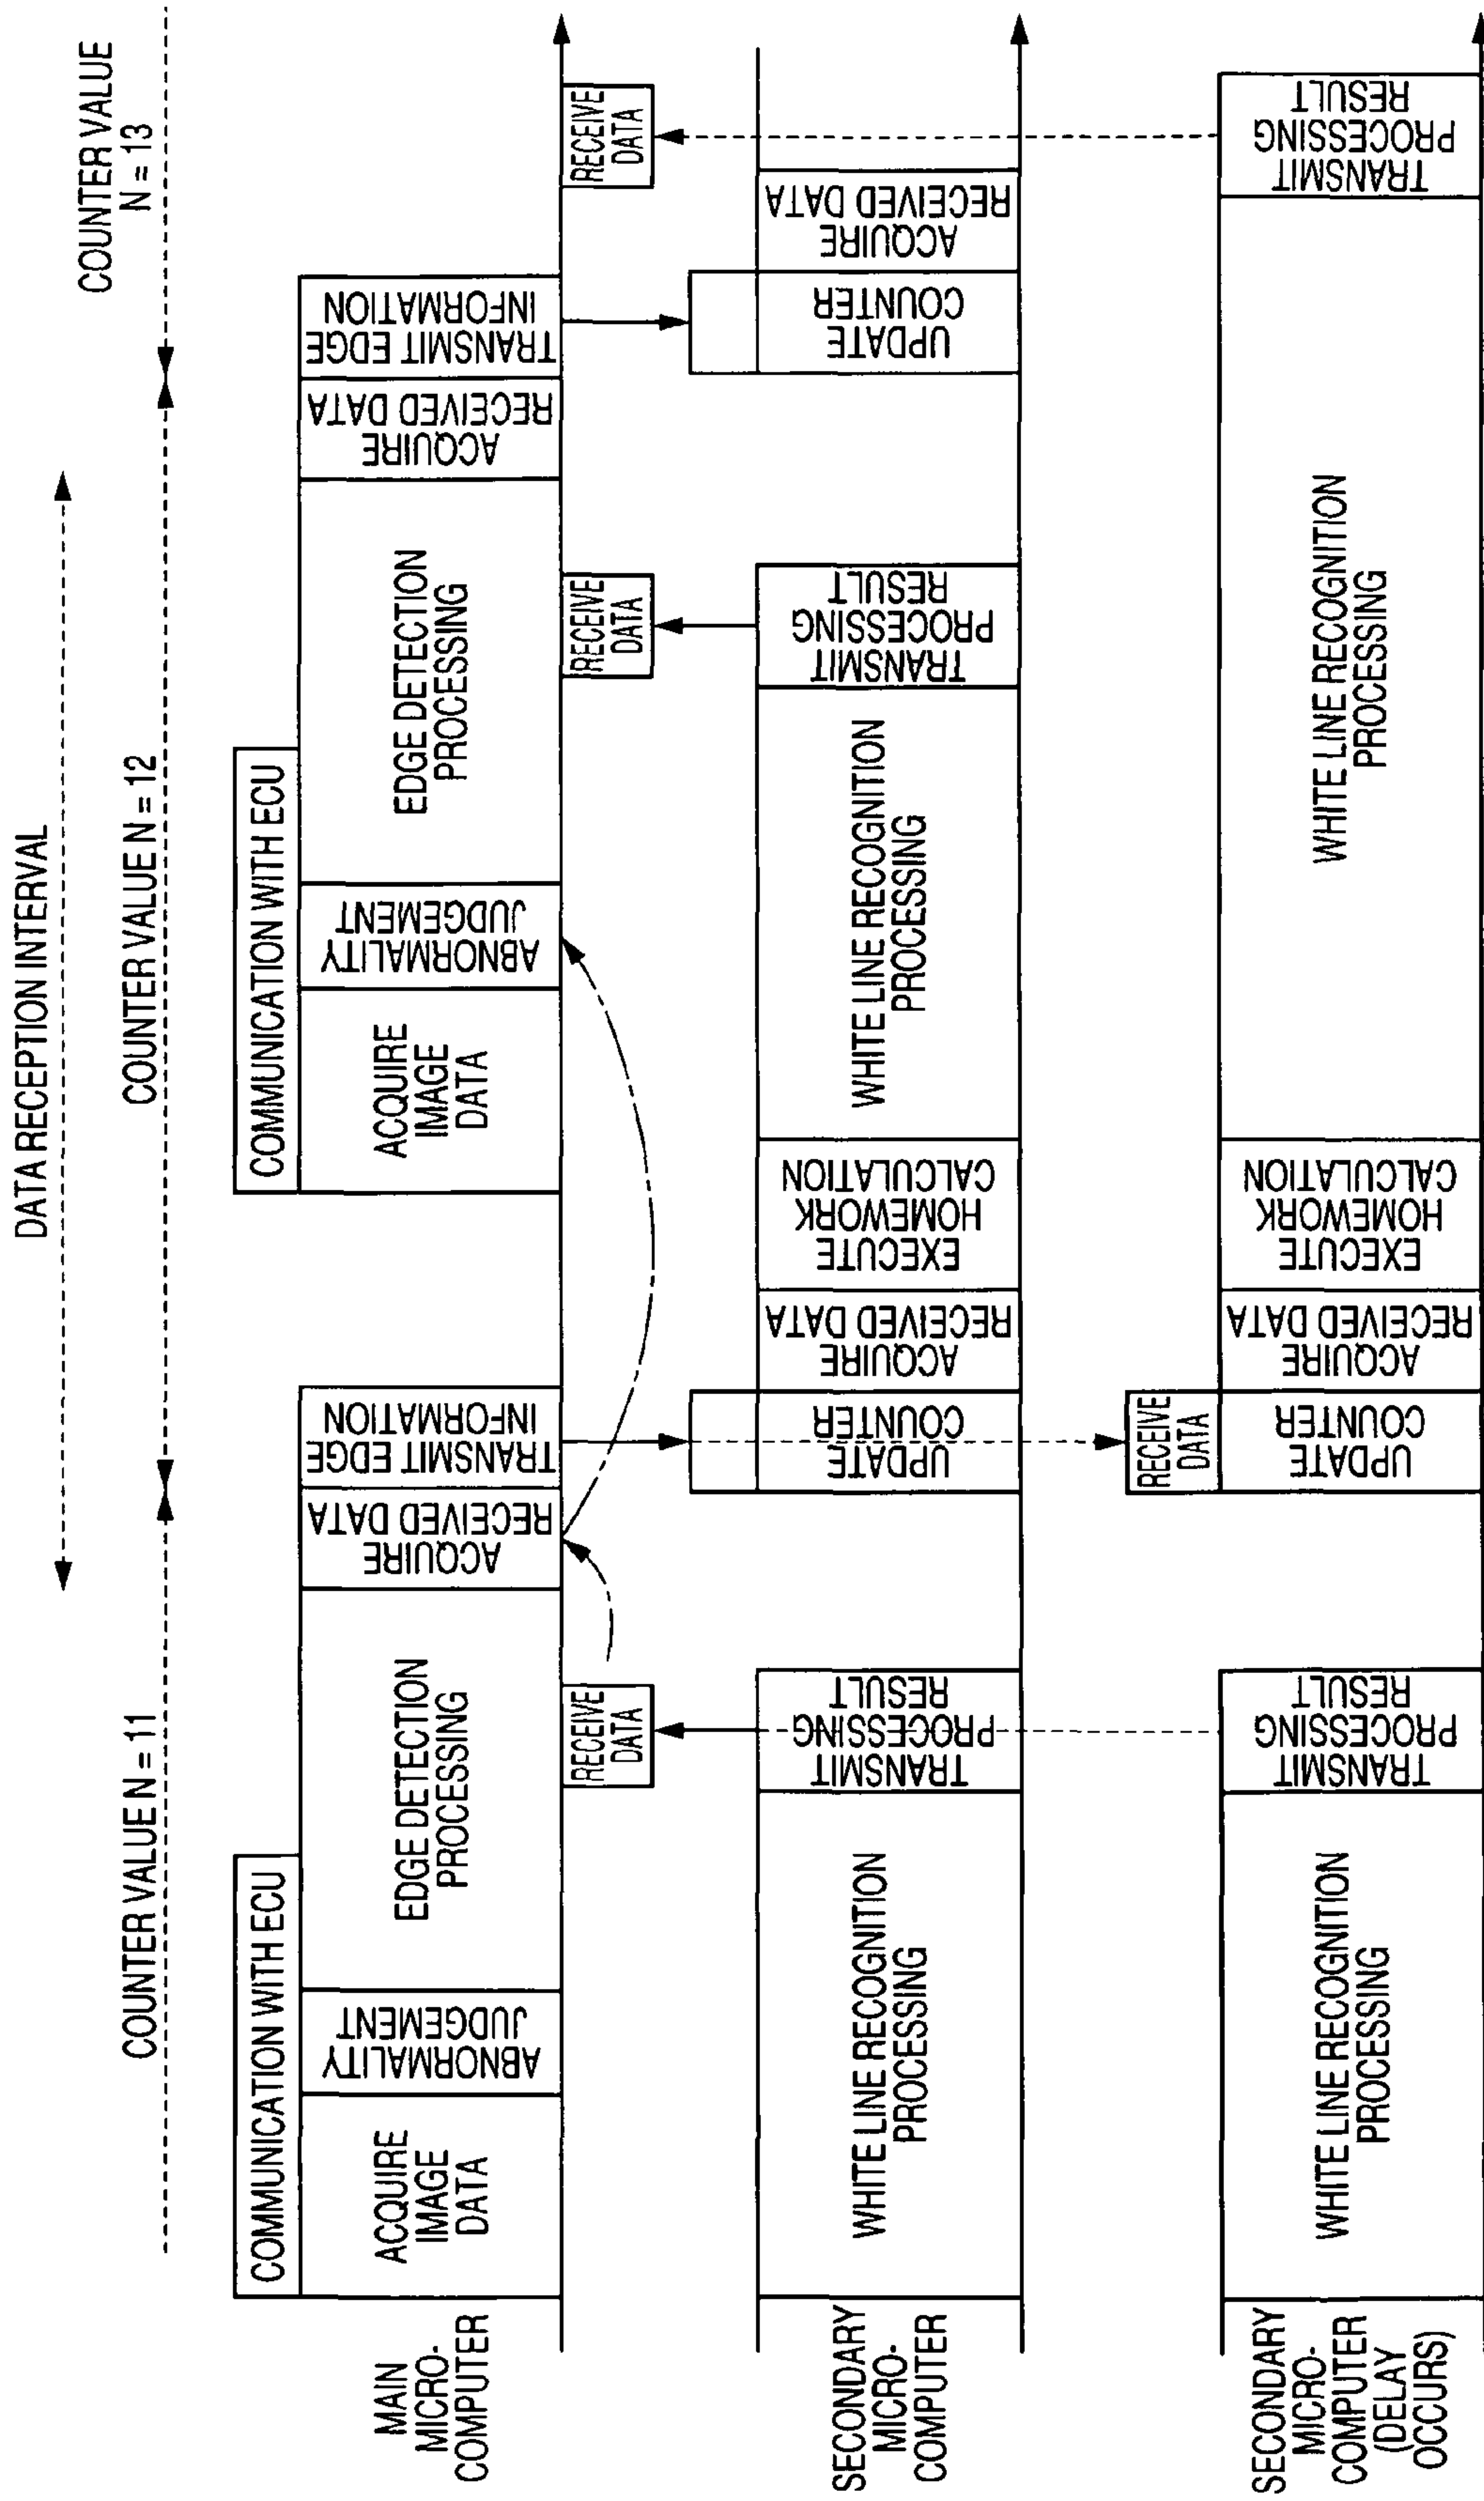 DATA RECEPTION INTERVAL
COUNTER VALUE N = 11
COUNTER VALUE N = 12
COUNTER VALUE
N = 13
MAIN
MICRO-
COMPUTER
COMMUNICATION WITH ECU
ACQUIRE
IMAGE
DATA
ABNORMALITY
JUDGEMENT
EDGE DETECTION
PROCESSING
ACQUIRE
RECEIVED DATA
TRANSMIT EDGE
INFORMATION
COMMUNICATION WITH ECU
ACQUIRE
IMAGE
DATA
ABNORMALITY
JUDGEMENT
EDGE DETECTION
PROCESSING
ACQUIRE
RECEIVED DATA
TRANSMIT EDGE
INFORMATION
RECEIVE
DATA
RECEIVE
DATA
RECEIVE
DATA
SECONDARY
MICRO-
COMPUTER
WHITE LINE RECOGNITION
PROCESSING
TRANSMIT
PROCESSING
RESULT
UPDATE
COUNTER
ACQUIRE
RECEIVED DATA
EXECUTE
HOMEWORK
CALCULATION
WHITE LINE RECOGNITION
PROCESSING
TRANSMIT
PROCESSING
RESULT
UPDATE
COUNTER
ACQUIRE
RECEIVED DATA
SECONDARY
MICRO-
COMPUTER
(DELAY
OCCURS)
WHITE LINE RECOGNITION
PROCESSING
TRANSMIT
PROCESSING
RESULT
RECEIVE
DATA
UPDATE
COUNTER
ACQUIRE
RECEIVED DATA
EXECUTE
HOMEWORK
CALCULATION
WHITE LINE RECOGNITION
PROCESSING
TRANSMIT
PROCESSING
RESULT